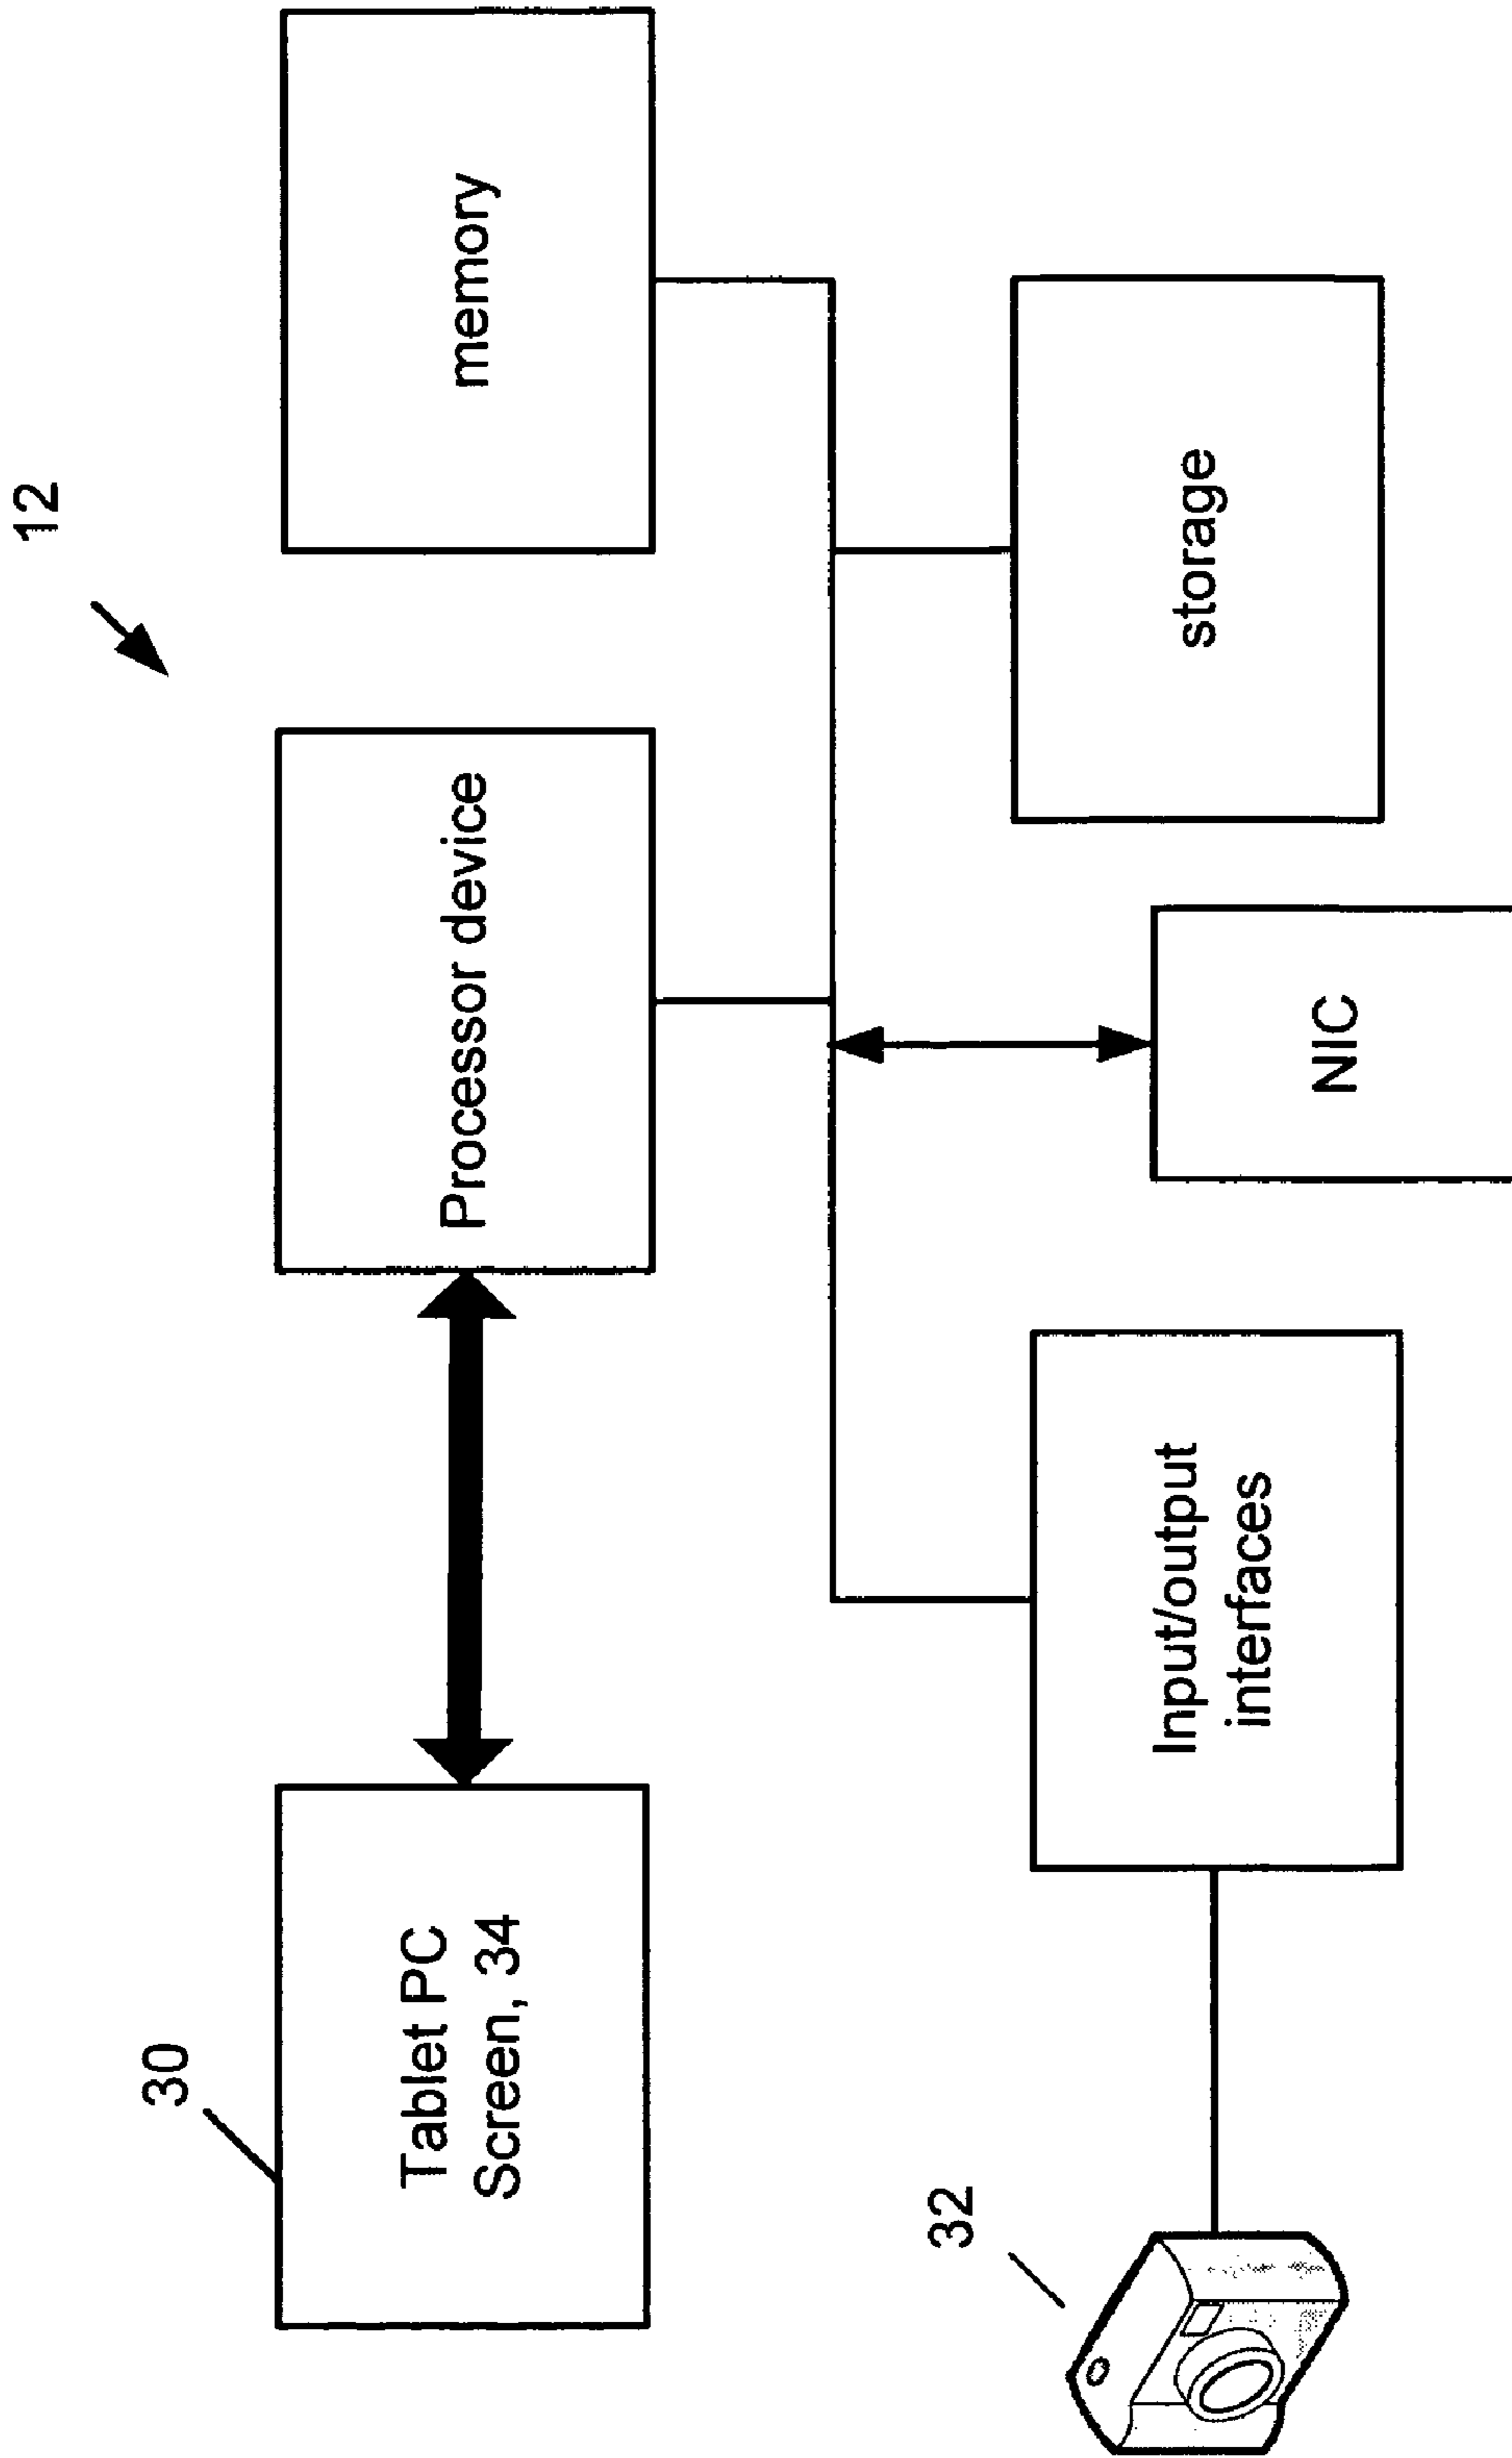 12
30
Tablet PC
Screen, 34
Processor device
memory
32
Input/output
interfaces
NIC
storage